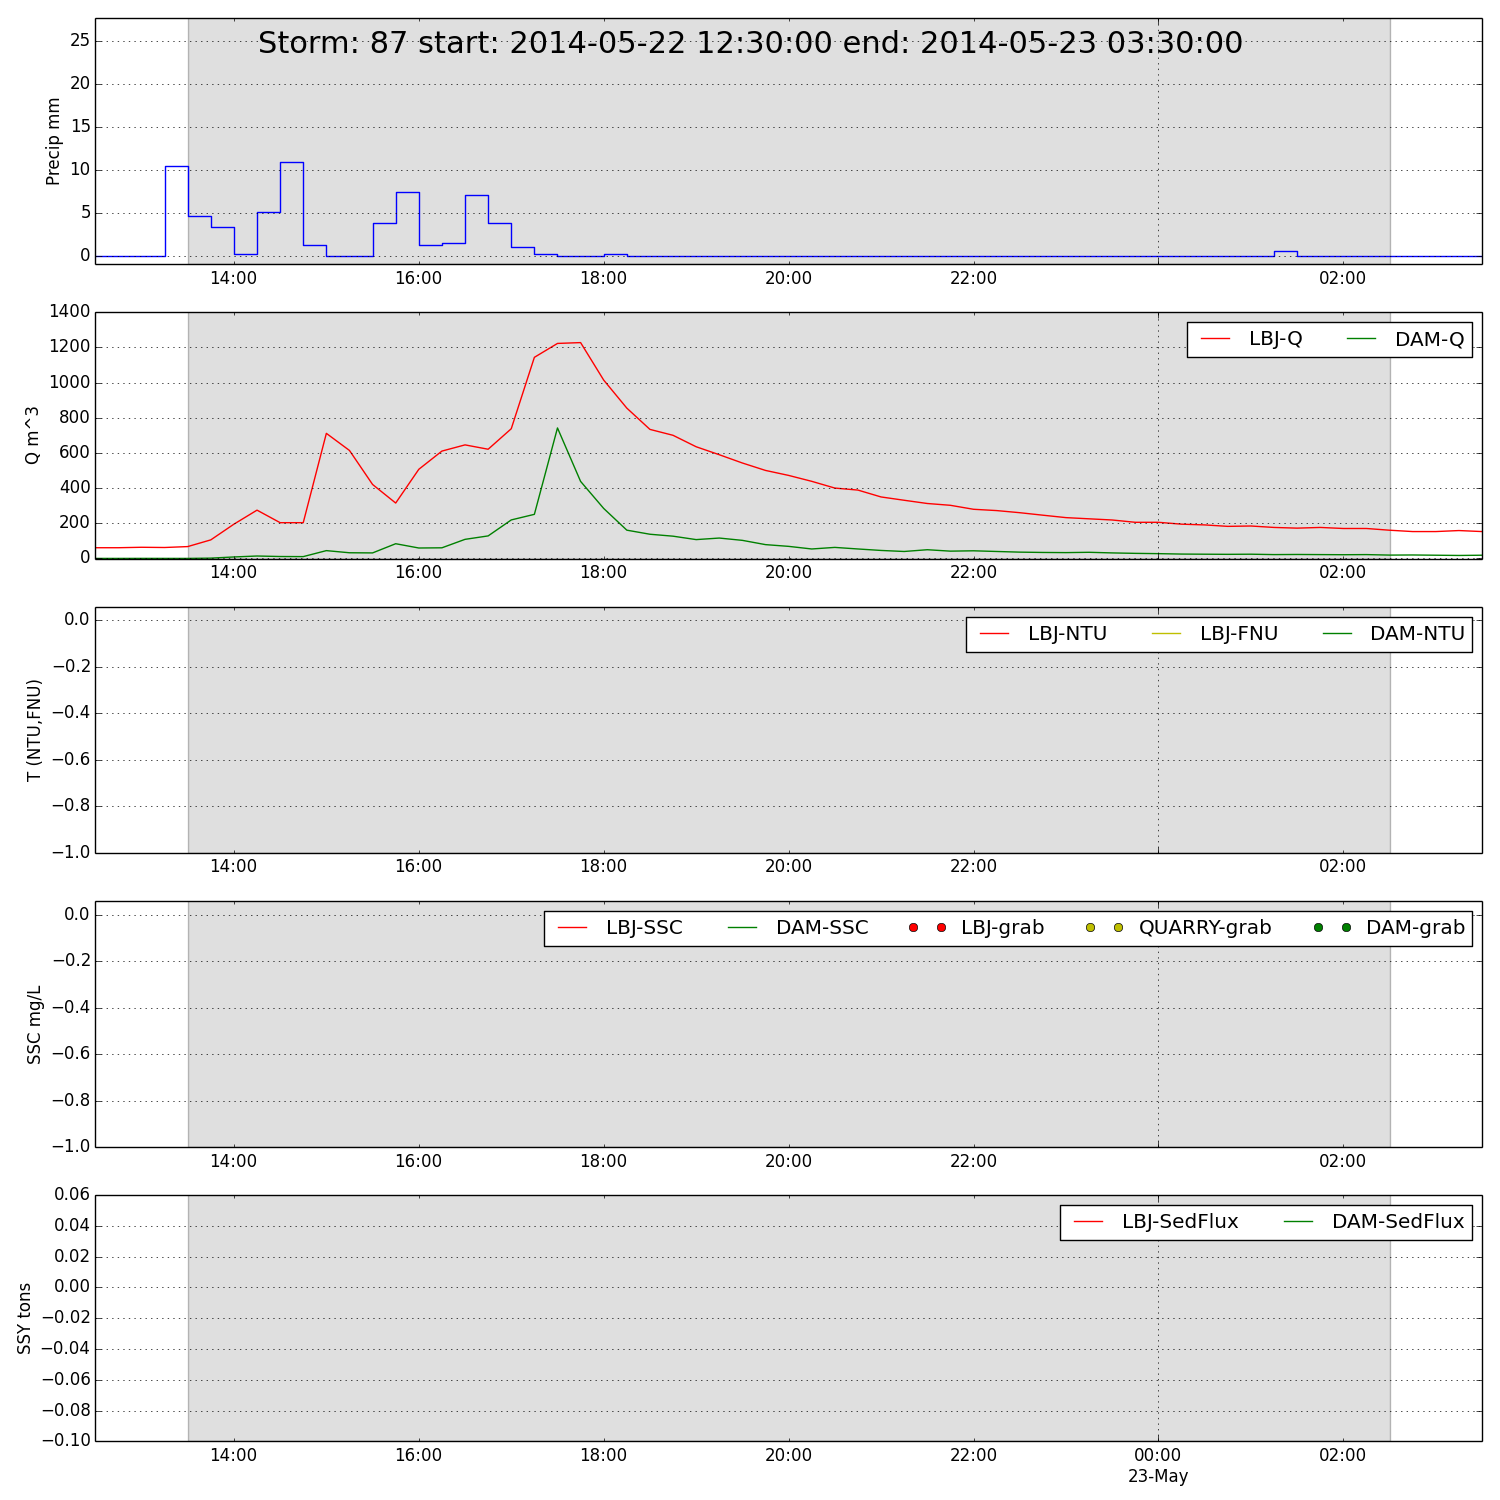 Storm: 87 start: 2014-05-22 12:30:00 end: 2014-05-23 03:30:00
Precip mm
25
20
15
10
5
0
14:00 16:00 18:00 20:00 22:00 02:00
Q m^3
1400
1200
1000
800
600
400
200
0
LBJ-Q DAM-Q
14:00 16:00 18:00 20:00 22:00 02:00
T (NTU,FNU)
0.0
−0.2
−0.4
−0.6
−0.8
−1.0
LBJ-NTU LBJ-FNU DAM-NTU
14:00 16:00 18:00 20:00 22:00 02:00
SSC mg/L
0.0
−0.2
−0.4
−0.6
−0.8
−1.0
LBJ-SSC DAM-SSC LBJ-grab QUARRY-grab DAM-grab
14:00 16:00 18:00 20:00 22:00 02:00
SSY tons
0.06
0.04
0.02
0.00
−0.02
−0.04
−0.06
−0.08
−0.10
LBJ-SedFlux DAM-SedFlux
14:00 16:00 18:00 20:00 22:00 00:00 02:00
23-May